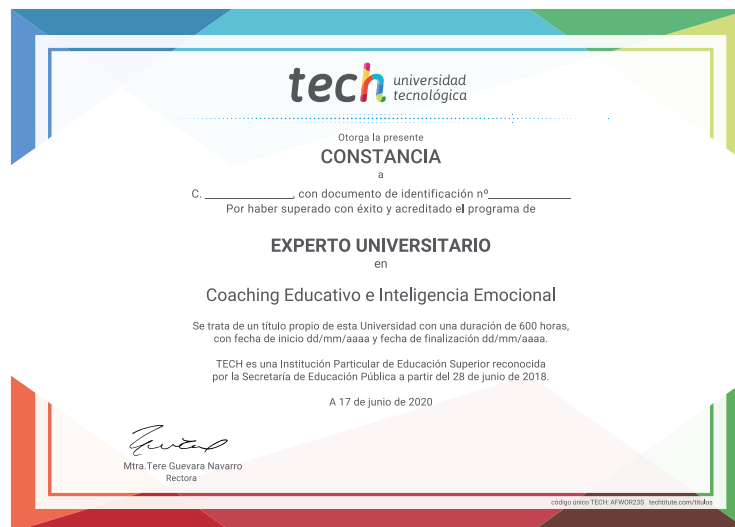 tech universidad
tecnológica
Otorga la presente
CONSTANCIA
a
C. ______________, con documento de identificación nº_____________
Por haber superado con éxito y acreditado el programa de
EXPERTO UNIVERSITARIO
en
Coaching Educativo e Inteligencia Emocional
Se trata de un título propio de esta Universidad con una duración de 600 horas,
con fecha de inicio dd/mm/aaaa y fecha de finalización dd/mm/aaaa.
TECH es una Institución Particular de Educación Superior reconocida
por la Secretaría de Educación Pública a partir del 28 de junio de 2018.
A 17 de junio de 2020
Mtra.Tere Guevara Navarro
Rectora
código único TECH: AFWOR23S techtitute.com/titulos